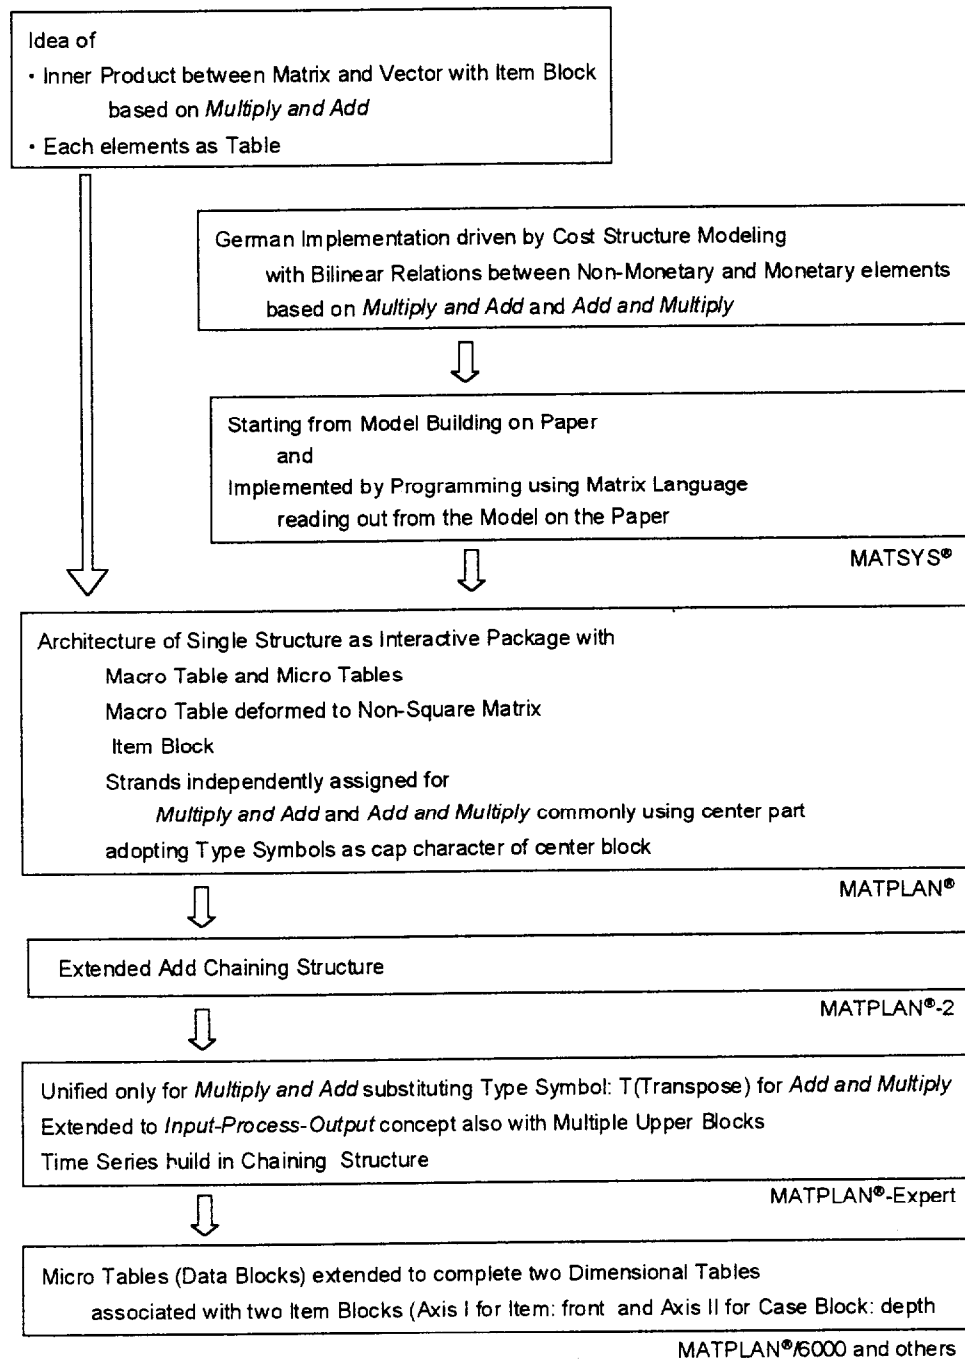 Idea of
· Inner Product between Matrix and Vector with Item Block
based on Multiply and Add
· Each elements as Table
German Implementation driven by Cost Structure Modeling
with Bilinear Relations between Non-Monetary and Monetary elements
based on Multiply and Add and Add and Multiply
Starting from Model Building on Paper
and
Implemented by Programming using Matrix Language
reading out from the Model on the Paper
MATSYS®
Architecture of Single Structure as Interactive Package with
Macro Table and Micro Tables
Macro Table deformed to Non-Square Matrix
Item Block
Strands independently assigned for
Multiply and Add and Add and Multiply commonly using center part
adopting Type Symbols as cap character of center block
MATPLAN®
Extended Add Chaining Structure
MATPLAN®-2
Unified only for Multiply and Add substituting Type Symbol: T(Transpose) for Add and Multiply
Extended to Input-Process-Output concept also with Multiple Upper Blocks
Time Series build in Chaining Structure
MATPLAN®-Expert
Micro Tables (Data Blocks) extended to complete two Dimensional Tables
associated with two Item Blocks (Axis I for Item: front and Axis II for Case Block: depth
MATPLAN®/6000 and others